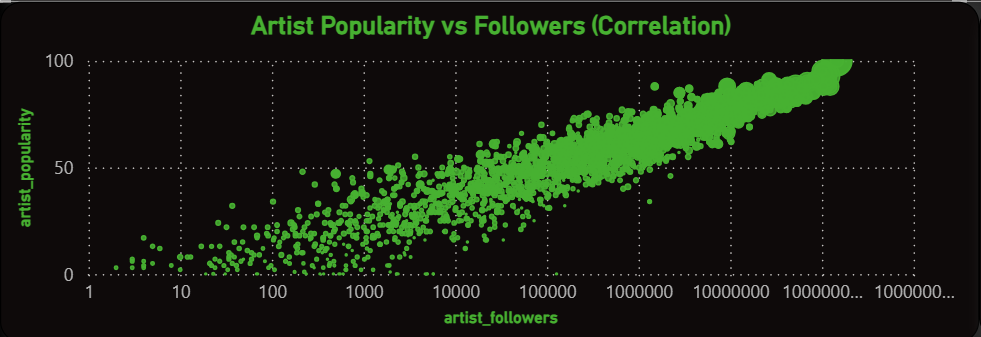 Artist Popularity vs Followers (Correlation)
100
50
0
artist_popularity
1 10 100 1000 10000 100000 1000000 10000000 1000000... 1000000...
artist_followers